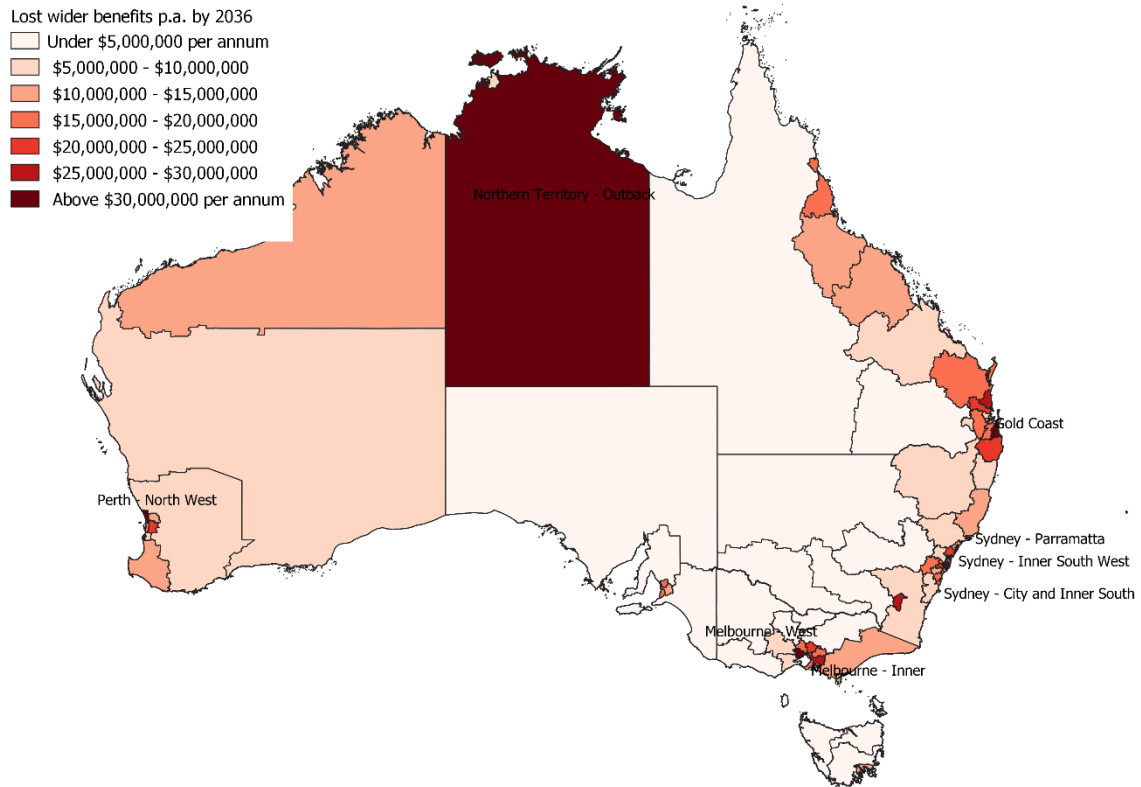 Lost wider benefits p.a. by 2036
Under $5,000,000 per annum
$5,000,000 - $10,000,000
$10,000,000 - $15,000,000
$15,000,000 - $20,000,000
$20,000,000 - $25,000,000
$25,000,000 - $30,000,000
Above $30,000,000 per annum
Northern Territory - Outback
Gold Coast
Perth - North West
Sydney - Parramatta
Sydney - Inner South West
Sydney - City and Inner South
Melbourne - West
Melbourne - Inner